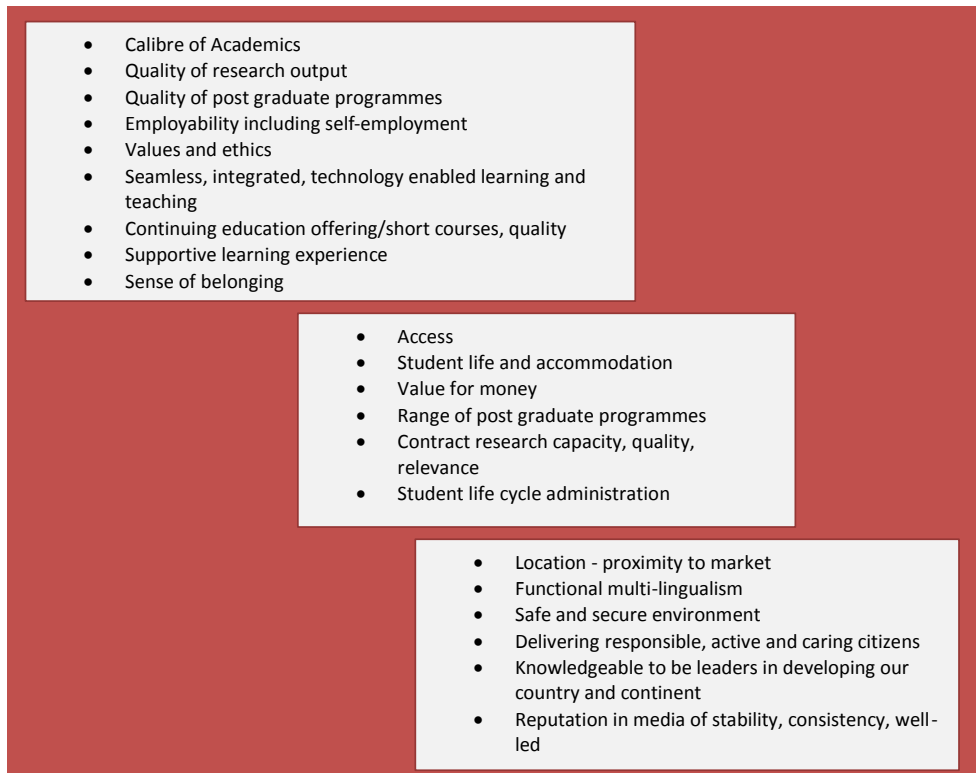 • Calibre of Academics
• Quality of research output
• Quality of post graduate programmes
• Employability including self-employment
• Values and ethics
• Seamless, integrated, technology enabled learning and
teaching
• Continuing education offering/short courses, quality
• Supportive learning experience
• Sense of belonging
• Access
• Student life and accommodation
• Value for money
• Range of post graduate programmes
• Contract research capacity, quality,
relevance
• Student life cycle administration
• Location - proximity to market
• Functional multi-lingualism
• Safe and secure environment
• Delivering responsible, active and caring citizens
• Knowledgeable to be leaders in developing our
country and continent
• Reputation in media of stability, consistency, well-
led